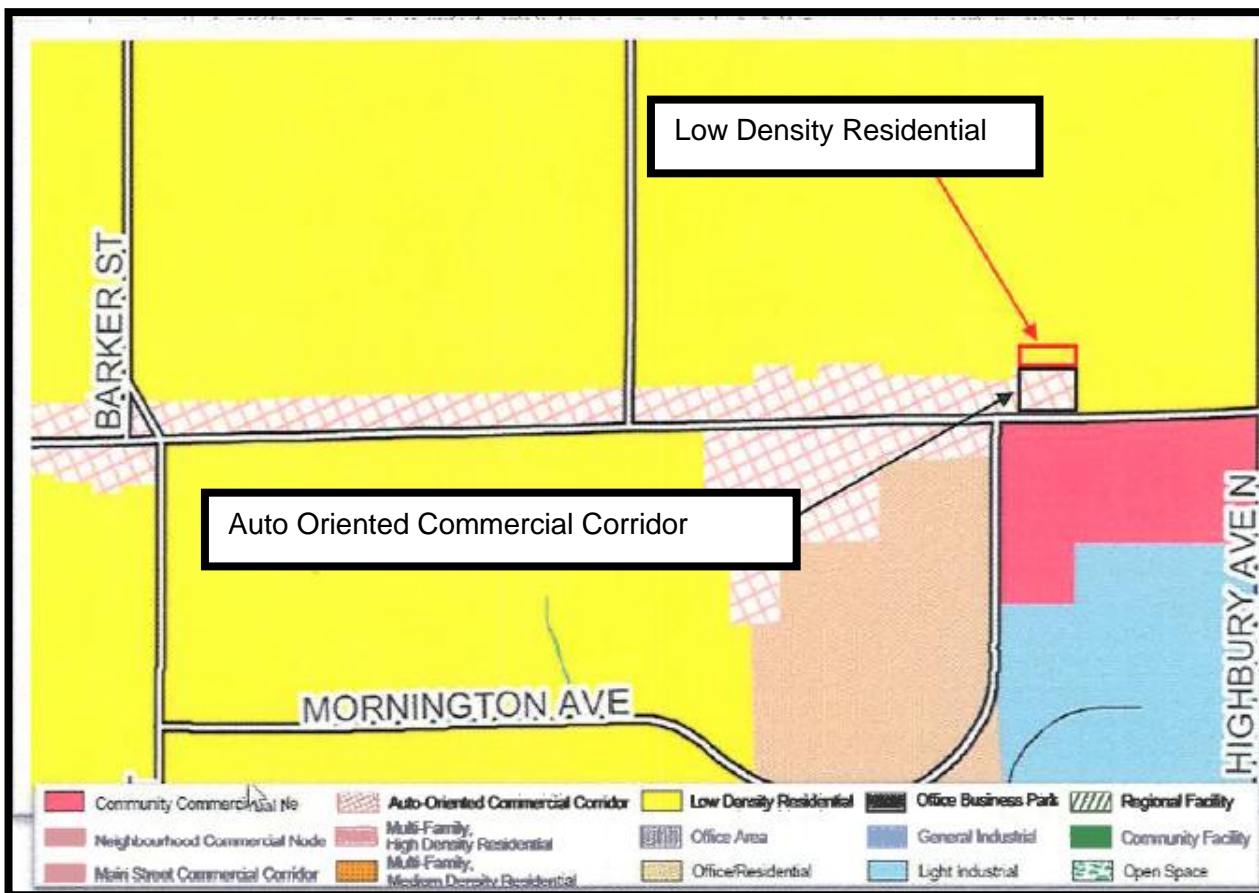 Low Density Residential
BARKER ST
Auto Oriented Commercial Corridor
HIGHBURY AVE N
MORNINGTON AVE
Community Commercial Ne
Auto-Oriented Commercial Corridor
Low Density Residential
Office Business Park
Regional Facility
Neighbourhood Commercial Node
Multi-Family,
High Density Residential
Office Area
General Industrial
Community Facility
Main Street Commercial Corridor
Multi-Family,
Medium Density Residential
Office/Residential
Light Industrial
Open Space